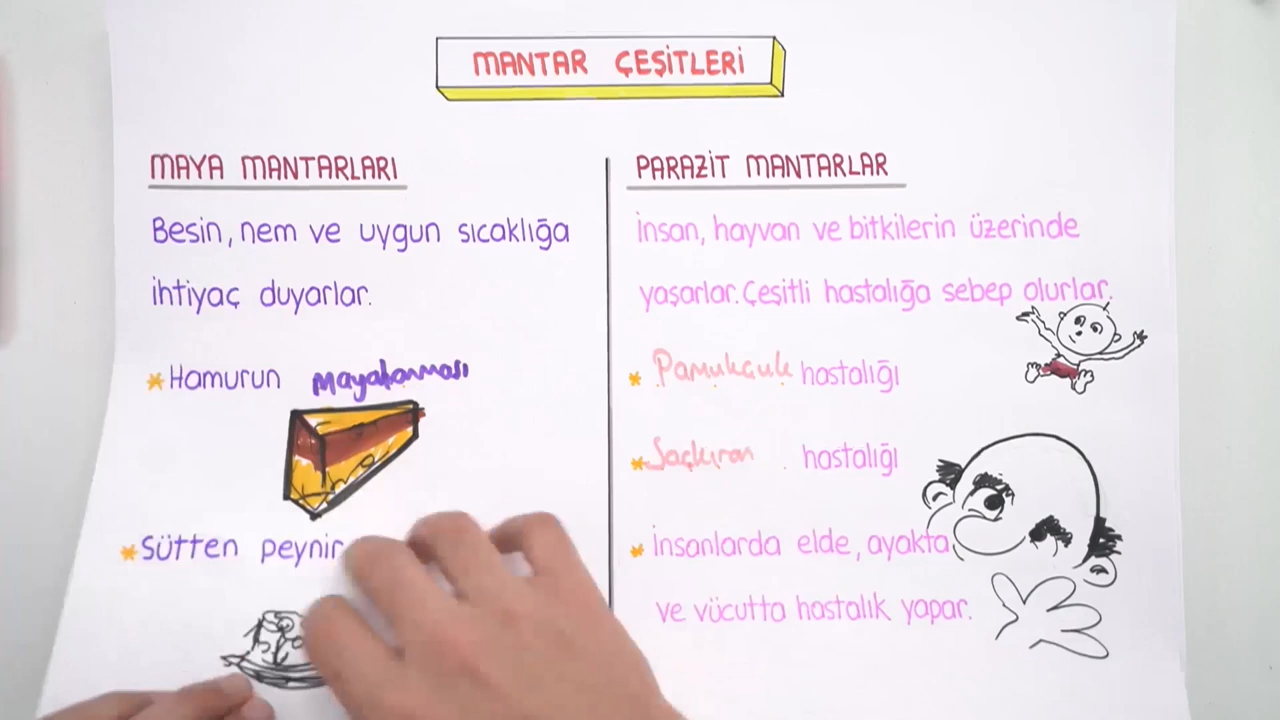 MANTAR ÇEŞİTLERİ
MAYA MANTARLARI
Besin, nem ve uygun sıcaklığa
ihtiyaç duyarlar.
* Hamurun mayalanması
* Sütten peynir
PARAZİT MANTARLAR
İnsan, hayvan ve bitkilerin üzerinde
yaşarlar. Çeşitli hastalığa sebep olurlar.
* Pamukçuk hastalığı
* Saçkıran hastalığı
* İnsanlarda elde, ayakta
ve vücutta hastalık yapar.